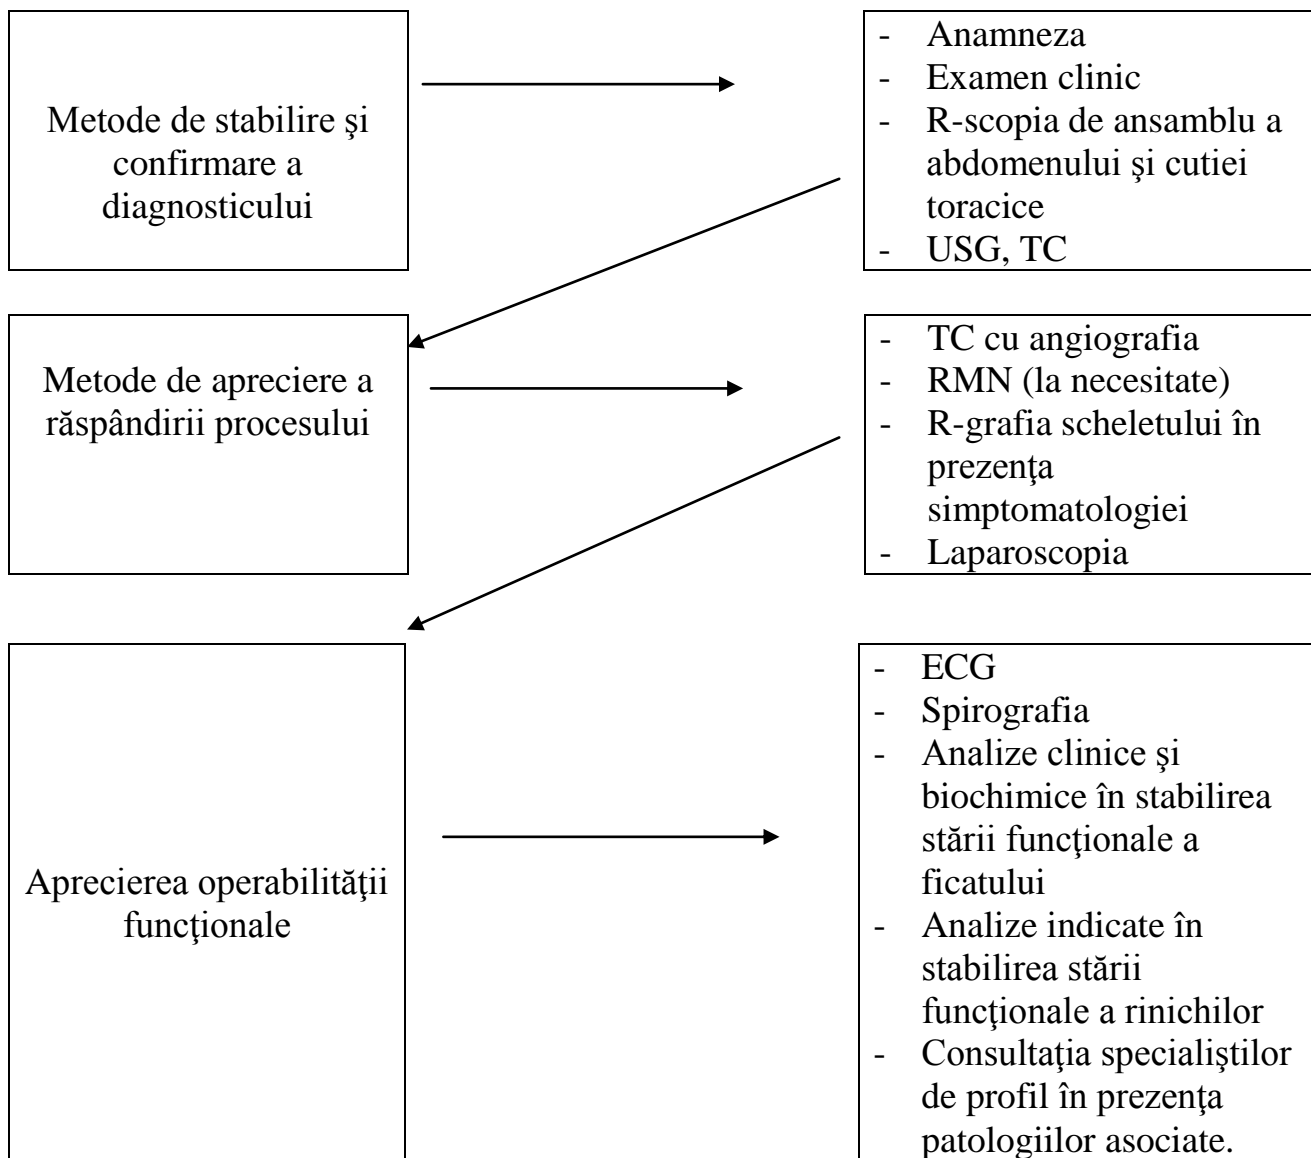 Metode de stabilire şi
confirmare a
diagnosticului
- Anamneza
- Examen clinic
- R-scopia de ansamblu a
abdomenului şi cutiei
toracice
- USG, TC
Metode de apreciere a
răspândirii procesului
- TC cu angiografia
- RMN (la necesitate)
- R-grafia scheletului în
prezenţa
simptomatologiei
- Laparoscopia
Aprecierea operabilităţii
funcţionale
- ECG
- Spirografia
- Analize clinice şi
biochimice în stabilirea
stării funcţionale a
ficatului
- Analize indicate în
stabilirea stării
funcţionale a rinichilor
- Consultaţia specialiştilor
de profil în prezenţa
patologiilor asociate.